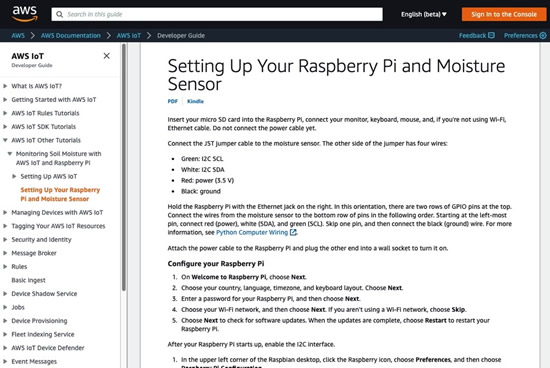 aws
Search in this guide
English (beta)
Sign In to the Console
AWS > AWS Documentation > AWS IoT > Developer Guide
Feedback
Preferences
AWS IoT
Developer Guide
What Is AWS IoT?
Getting Started with AWS IoT
AWS IoT Rules Tutorials
AWS IoT SDK Tutorials
AWS IoT Other Tutorials
Monitoring Soil Moisture with
AWS IoT and Raspberry Pi
Setting Up AWS IoT
Setting Up Your Raspberry
Pi and Moisture Sensor
Managing Devices with AWS IoT
Tagging Your AWS IOT Resources
Security and Identity
Message Broker
Rules
Basic Ingest
Device Shadow Service
Jobs
Device Provisioning
Fleet Indexing Service
AWS IoT Device Defender
Event Messages
Setting Up Your Raspberry Pi and Moisture
Sensor
PDF | Kindle
Insert your micro SD card into the Raspberry Pi, connect your monitor, keyboard, mouse, and, if you're not using Wi-Fi,
Ethernet cable. Do not connect the power cable yet.
Connect the JST jumper cable to the moisture sensor. The other side of the jumper has four wires:
• Green: I2C SCL
• White: I2C SDA
• Red: power (3.5 V)
• Black: ground
Hold the Raspberry Pi with the Ethernet jack on the right. In this orientation, there are two rows of GPIO pins at the top.
Connect the wires from the moisture sensor to the bottom row of pins in the following order. Starting at the left-most
pin, connect red (power), white (SDA), and green (SCL). Skip one pin, and then connect the black (ground) wire. For more
information, see Python Computer Wiring.
Attach the power cable to the Raspberry Pi and plug the other end into a wall socket to turn it on.
Configure your Raspberry Pi
1. On Welcome to Raspberry Pi, choose Next.
2. Choose your country, language, timezone, and keyboard layout. Choose Next.
3. Enter a password for your Raspberry Pi, and then choose Next.
4. Choose your Wi-Fi network, and then choose Next. If you aren't using a Wi-Fi network, choose Skip.
5. Choose Next to check for software updates. When the updates are complete, choose Restart to restart your
Raspberry Pi.
After your Raspberry Pi starts up, enable the I2C interface.
1. In the upper left corner of the Raspbian desktop, click the Raspberry icon, choose Preferences, and then choose
Raspberry Pi Configuration.